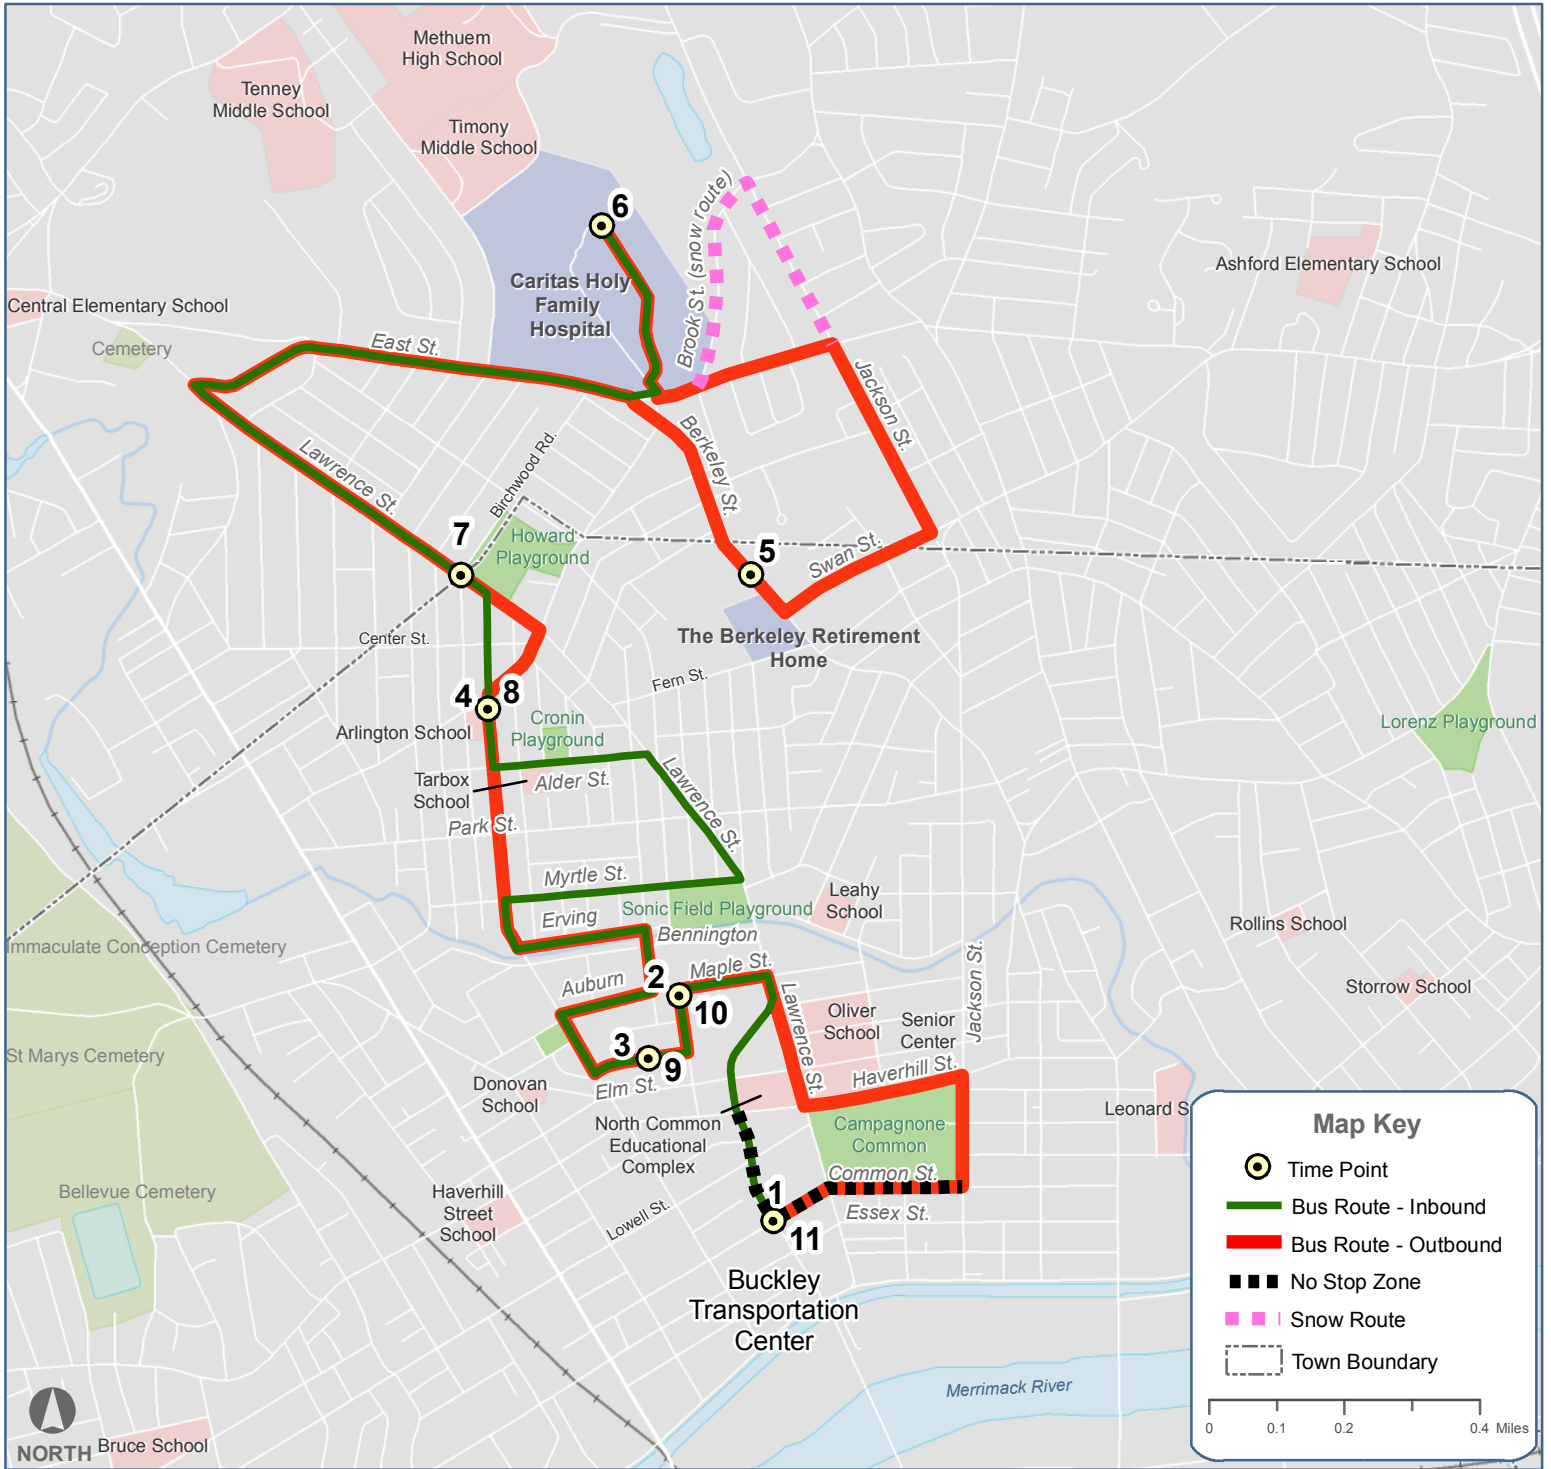 Methuem
High School
Tenney
Middle School
Timony
Middle School
6
Brook St. (snow route)
Ashford Elementary School
Caritas Holy
Family
Hospital
Central Elementary School
Cemetery
East St.
Jackson St.
Berkeley St.
Lawrence St.
Birchwood Rd.
7
Howard
Playground
5
Swan St.
Center St.
The Berkeley Retirement
Home
Fern St.
4
8
Arlington School
Cronin
Playground
Lorenz Playground
Tarbox
School
Alder St.
Lawrence St.
Park St.
Myrtle St.
Leahy
School
Erving
Sonic Field Playground
Rollins School
Bennington
Immaculate Conception Cemetery
Jackson St.
2
Maple St.
Auburn
Storrow School
10
Lawrence St.
Oliver
School
Senior
Center
3
9
St Marys Cemetery
Elm St.
Haverhill St.
Donovan
School
North Common
Educational
Complex
Campagnone
Common
Leonard S
Common St.
Bellevue Cemetery
Haverhill
Street
School
1
11
Lowell St.
Essex St.
Buckley
Transportation
Center
Merrimack River
Map Key
Time Point
Bus Route - Inbound
Bus Route - Outbound
No Stop Zone
Snow Route
Town Boundary
0 0.1 0.2 0.4 Miles
NORTH
Bruce School